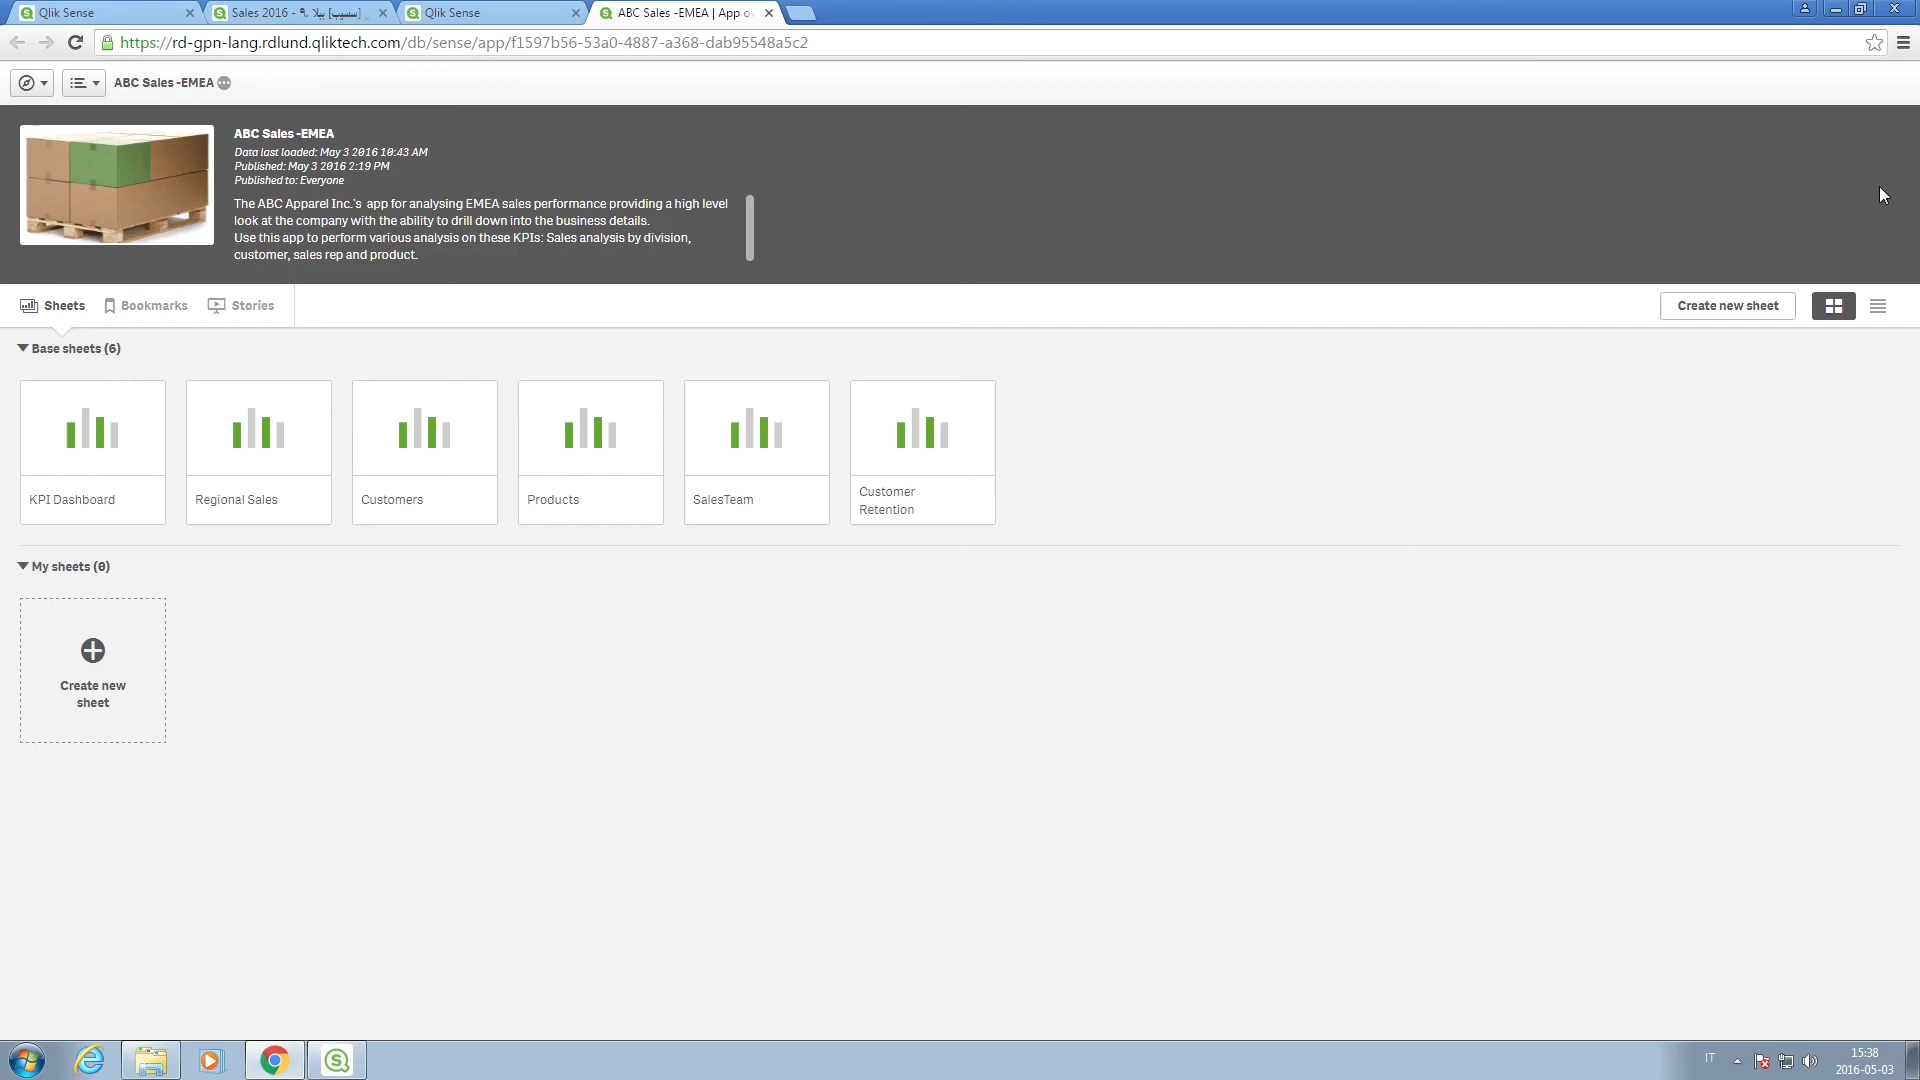 Qlik Sense
Sales 2016 - ٩.
Qlik Sense
ABC Sales -EMEA | App ov
https://rd-gpn-lang.rdlund.qliktech.com/db/sense/app/f1597b56-53a0-4887-a368-dab95548a5c2
ABC Sales -EMEA
ABC Sales -EMEA
Data last loaded: May 3 2016 10:43 AM
Published: May 3 2016 2:19 PM
Published to: Everyone
The ABC Apparel Inc.'s app for analysing EMEA sales performance providing a high level
look at the company with the ability to drill down into the business details.
Use this app to perform various analysis on these KPIs: Sales analysis by division,
customer, sales rep and product.
Sheets
Bookmarks
Stories
Create new sheet
Base sheets (6)
KPI Dashboard
Regional Sales
Customers
Products
SalesTeam
Customer
Retention
My sheets (0)
Create new
sheet
IT
15:38
2016-05-03